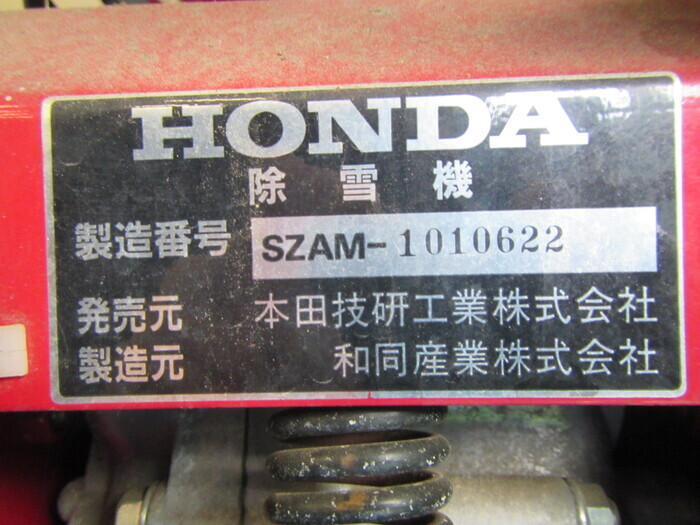 HONDA
除雪機
製造番号 SZAM-1010622
発売元 本田技研工業株式会社
製造元 和同産業株式会社